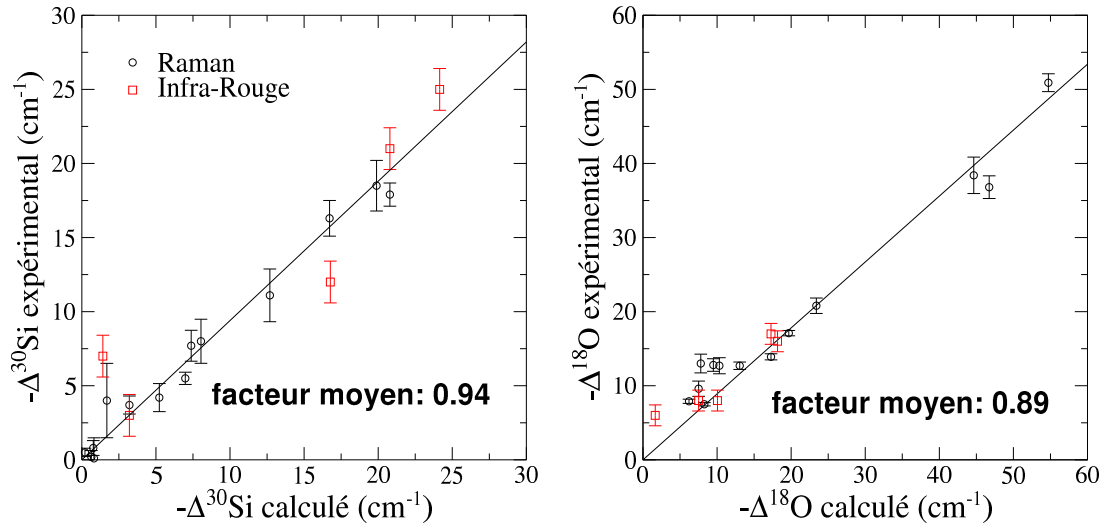 -Δ³⁰Si expérimental (cm⁻¹)
30
25
20
15
10
5
0
Raman
Infra-Rouge
facteur moyen: 0.94
0 5 10 15 20 25 30
-Δ³⁰Si calculé (cm⁻¹)
-Δ¹⁸O expérimental (cm⁻¹)
60
50
40
30
20
10
0
facteur moyen: 0.89
0 10 20 30 40 50 60
-Δ¹⁸O calculé (cm⁻¹)